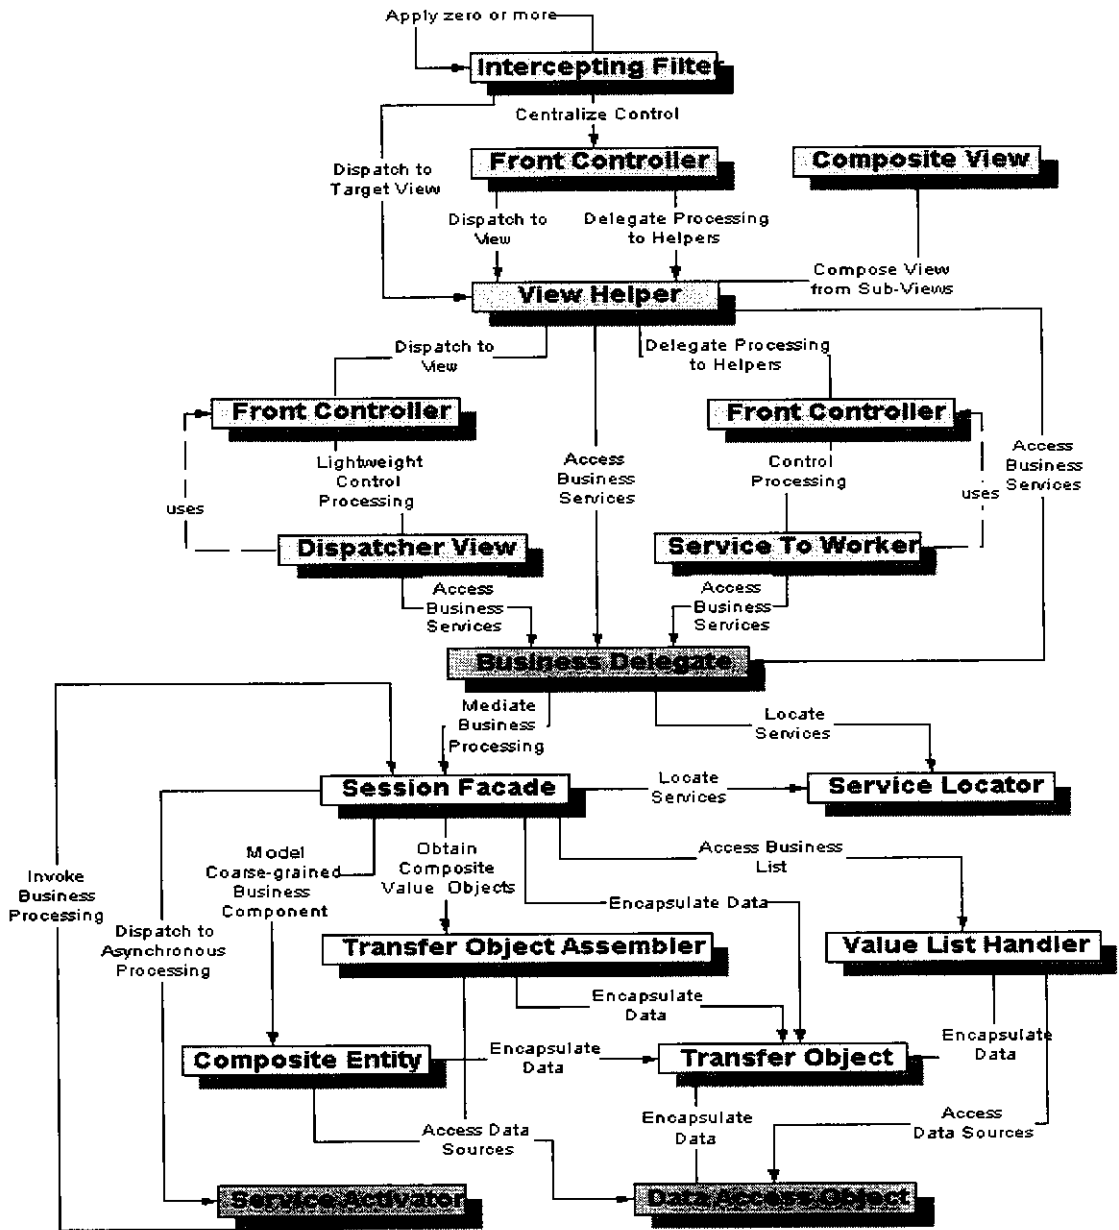 Apply zero or more
Intercepting Filter
Centralize Control
Dispatch to
Target View
Front Controller
Composite View
Dispatch to
View
Delegate Processing
to Helpers
Compose View
from Sub-Views
View Helper
Dispatch to
View
Delegate Processing
to Helpers
Front Controller
Front Controller
Lightweight
Control
Processing
Access
Business
Services
Control
Processing
Access
Business
Services
uses
uses
Dispatcher View
Service To Worker
Access
Business
Services
Access
Business
Services
Business Delegate
Mediate
Business
Processing
Locate
Services
Session Facade
Locate
Services
Service Locator
Invoke
Business
Processing
Model
Coarse-grained
Business
Component
Obtain
Composite
Value Objects
Access Business
List
Encapsulate Data
Dispatch to
Asynchronous
Processing
Transfer Object Assembler
Value List Handler
Encapsulate
Data
Encapsulate
Data
Composite Entity
Encapsulate
Data
Transfer Object
Access Data
Sources
Encapsulate
Data
Access
Data Sources
Service Activator
Data Access Object